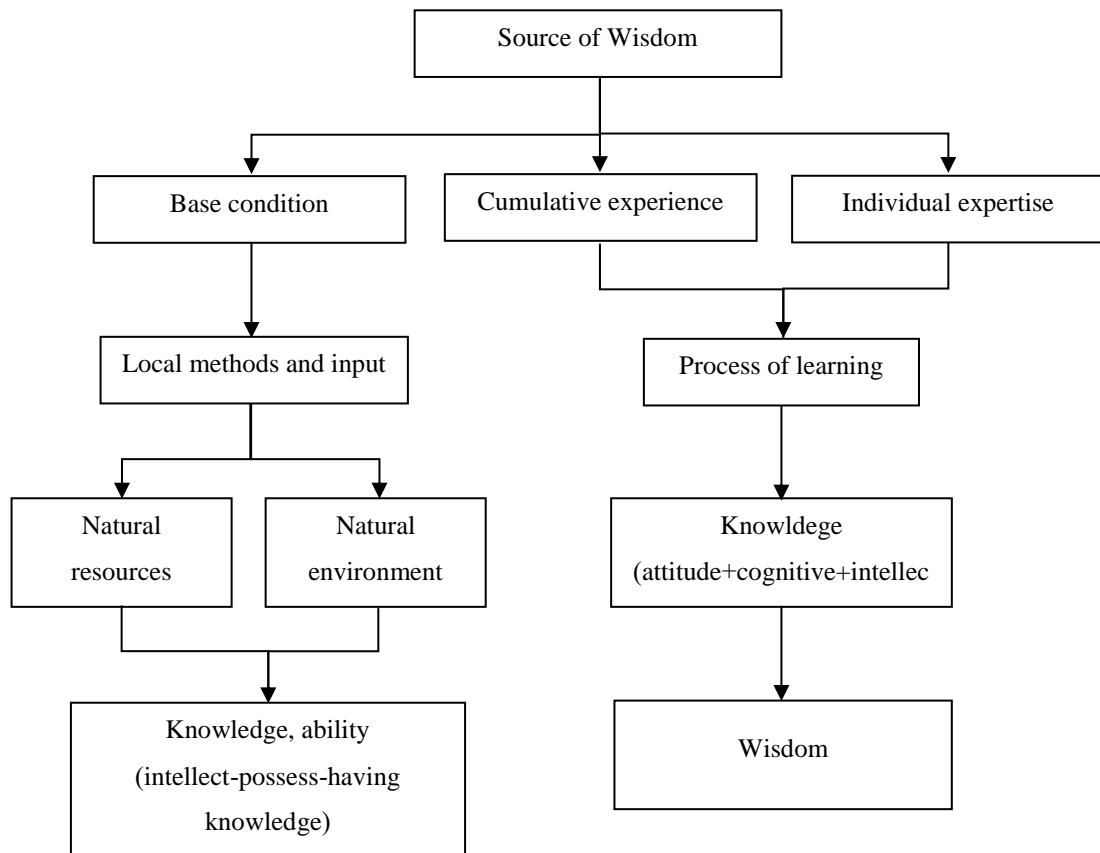 Source of Wisdom
Base condition
Cumulative experience
Individual expertise
Local methods and input
Process of learning
Natural
resources
Natural
environment
Knowldege
(attitude+cognitive+intellec
Knowledge, ability
(intellect-possess-having
knowledge)
Wisdom